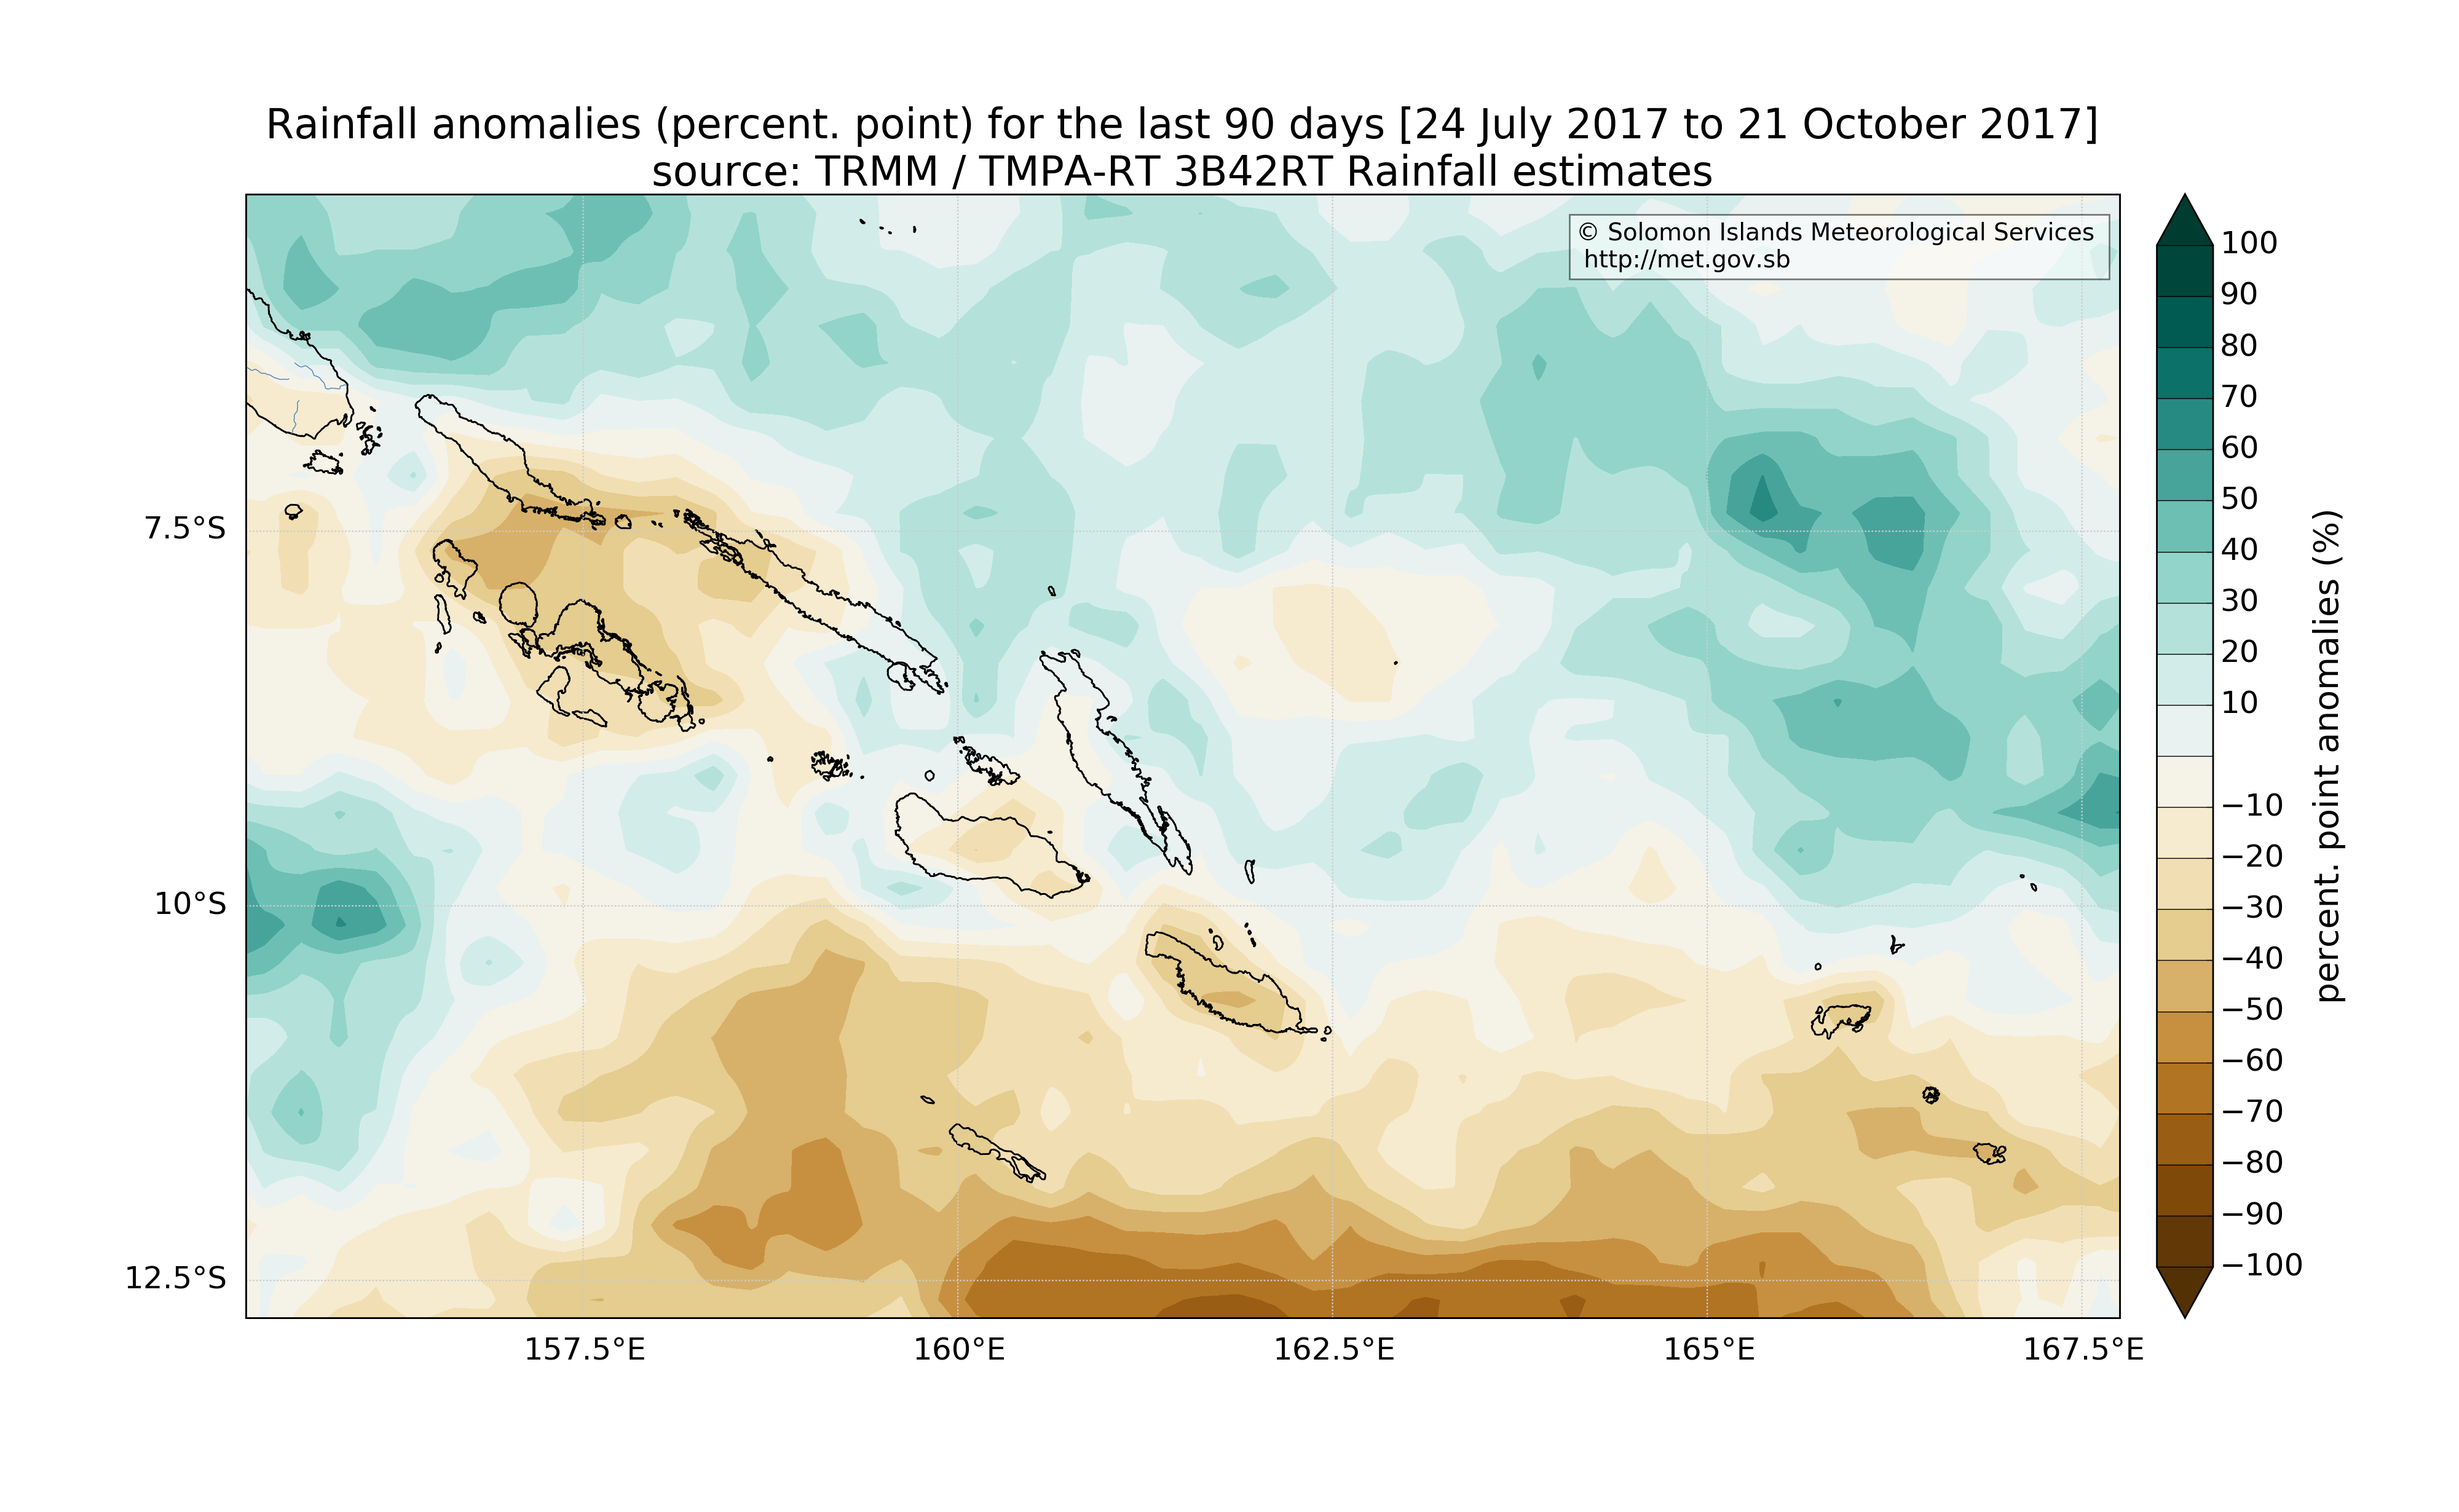 Rainfall anomalies (percent. point) for the last 90 days [24 July 2017 to 21 October 2017]
source: TRMM / TMPA-RT 3B42RT Rainfall estimates
© Solomon Islands Meteorological Services
http://met.gov.sb
7.5°S
10°S
12.5°S
157.5°E
160°E
162.5°E
165°E
167.5°E
100
90
80
70
60
50
40
30
20
10
−10
−20
−30
−40
−50
−60
−70
−80
−90
−100
percent. point anomalies (%)